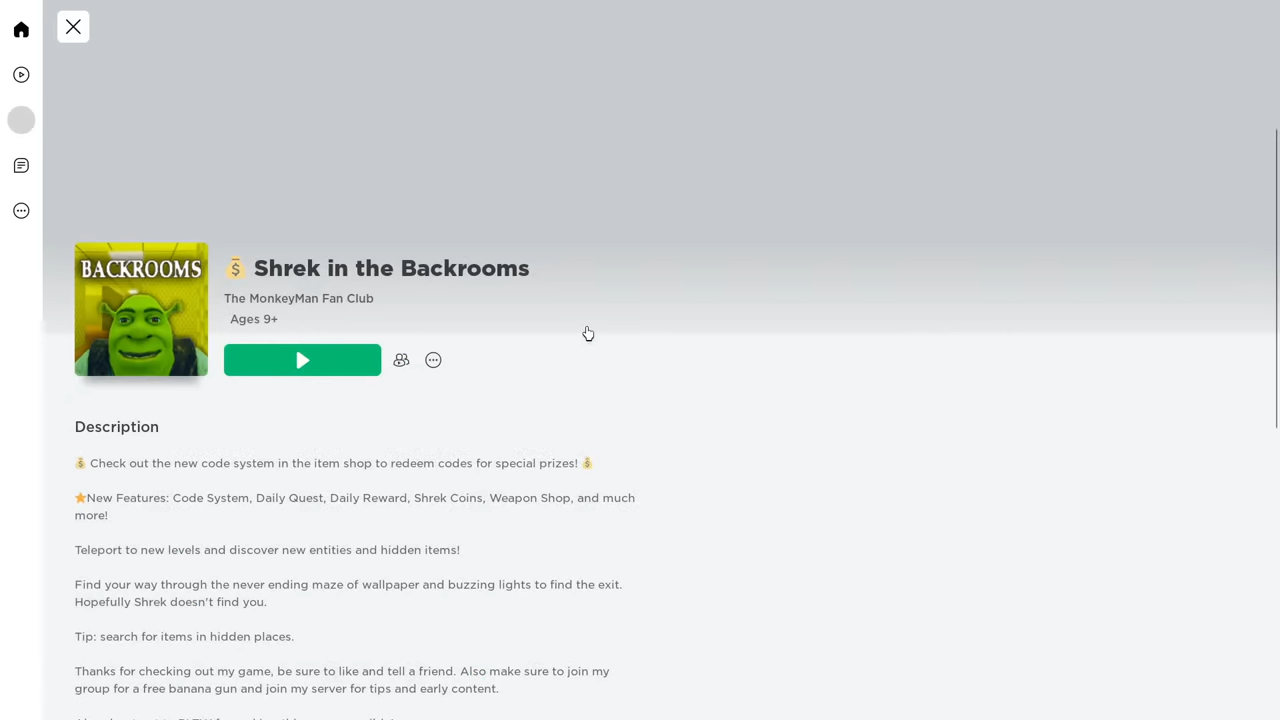 BACKROOMS
💰 Shrek in the Backrooms
The MonkeyMan Fan Club
Ages 9+
Description
💰 Check out the new code system in the item shop to redeem codes for special prizes! 💰
⭐New Features: Code System, Daily Quest, Daily Reward, Shrek Coins, Weapon Shop, and much
more!
Teleport to new levels and discover new entities and hidden items!
Find your way through the never ending maze of wallpaper and buzzing lights to find the exit.
Hopefully Shrek doesn't find you.
Tip: search for items in hidden places.
Thanks for checking out my game, be sure to like and tell a friend. Also make sure to join my
group for a free banana gun and join my server for tips and early content.